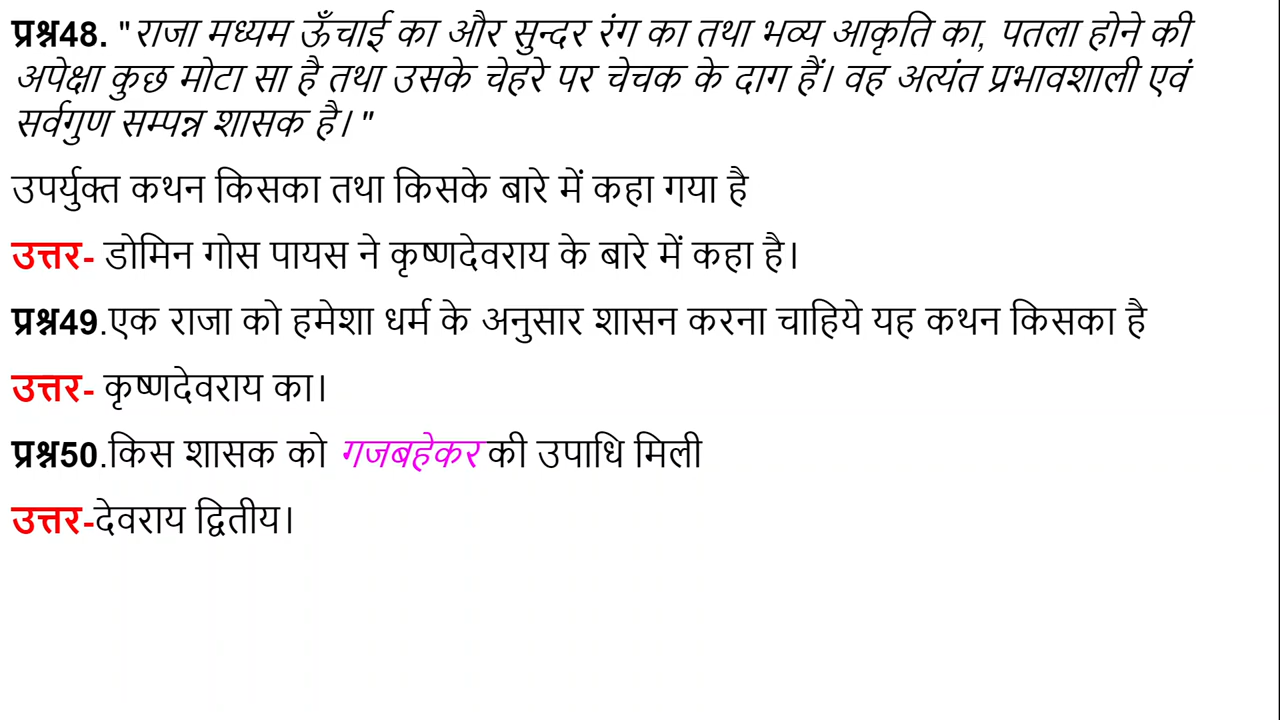 प्रश्न48. "राजा मध्यम ऊँचाई का और सुन्दर रंग का तथा भव्य आकृति का, पतला होने की
अपेक्षा कुछ मोटा सा है तथा उसके चेहरे पर चेचक के दाग हैं। वह अत्यंत प्रभावशाली एवं
सर्वगुण सम्पन्न शासक है। "
उपर्युक्त कथन किसका तथा किसके बारे में कहा गया है
उत्तर- डोमिन गोस पायस ने कृष्णदेवराय के बारे में कहा है।
प्रश्न49.एक राजा को हमेशा धर्म के अनुसार शासन करना चाहिये यह कथन किसका है
उत्तर- कृष्णदेवराय का।
प्रश्न50.किस शासक को गजबहेकर की उपाधि मिली
उत्तर-देवराय द्वितीय।